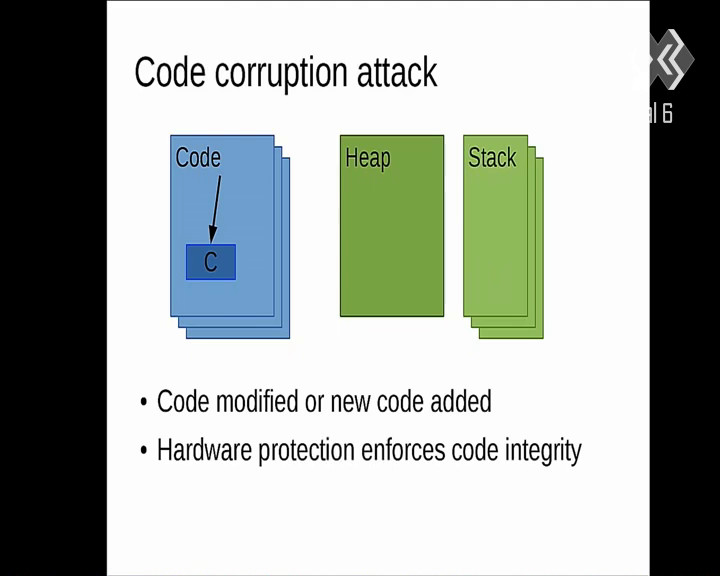 Code corruption attack
Code
Heap
Stack
C
• Code modified or new code added
• Hardware protection enforces code integrity
al 6